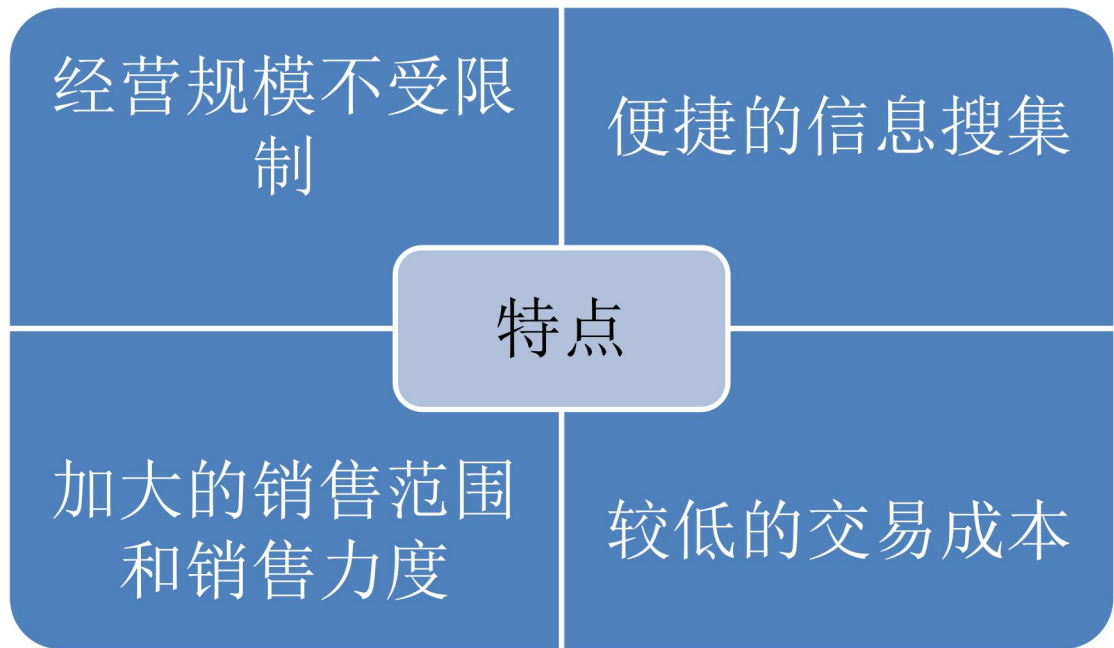 经营规模不受限
制
便捷的信息搜集
特点
加大的销售范围
和销售力度
较低的交易成本